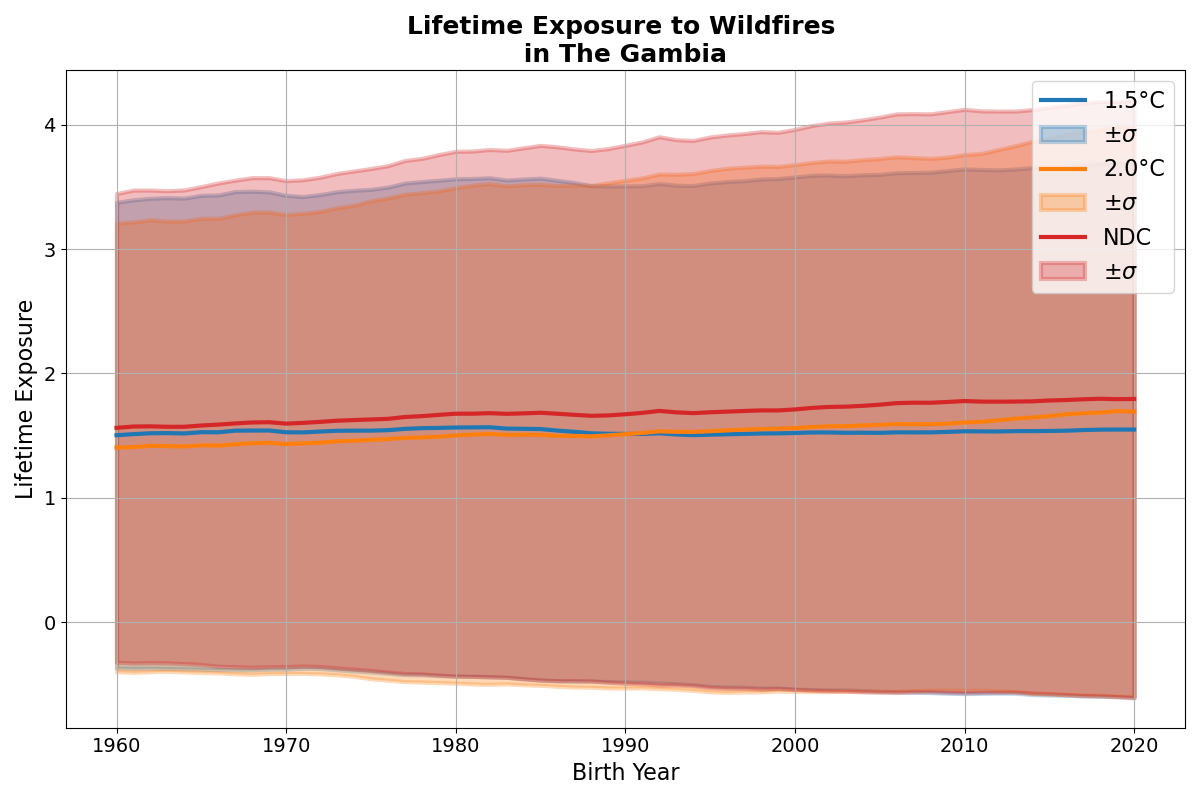 Lifetime Exposure to Wildfires
in The Gambia
Lifetime Exposure
4
3
2
1
0
1960
1970
1980
1990
2000
2010
2020
Birth Year
1.5°C
±σ
2.0°C
±σ
NDC
±σ